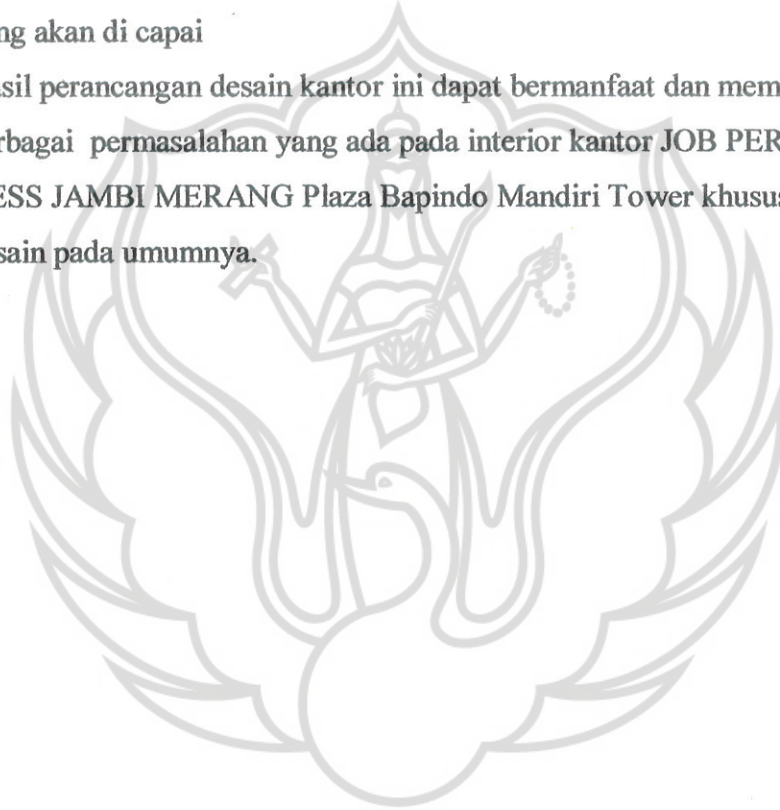 ng akan di capai
asil perancangan desain kantor ini dapat bermanfaat dan mem
rbagai permasalahan yang ada pada interior kantor JOB PER
ESS JAMBI MERANG Plaza Bapindo Mandiri Tower khusus
sain pada umumnya.